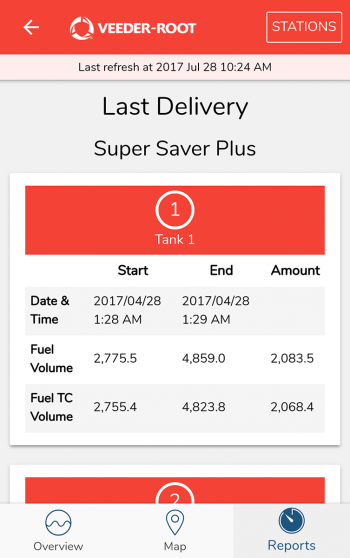 VEEDER-ROOT
STATIONS
Last refresh at 2017 Jul 28 10:24 AM
Last Delivery
Super Saver Plus
1
Tank 1
Start End Amount
Date & Time 2017/04/28 1:28 AM 2017/04/28 1:29 AM
Fuel Volume 2,775.5 4,859.0 2,083.5
Fuel TC Volume 2,755.4 4,823.8 2,068.4
2
Overview Map Reports